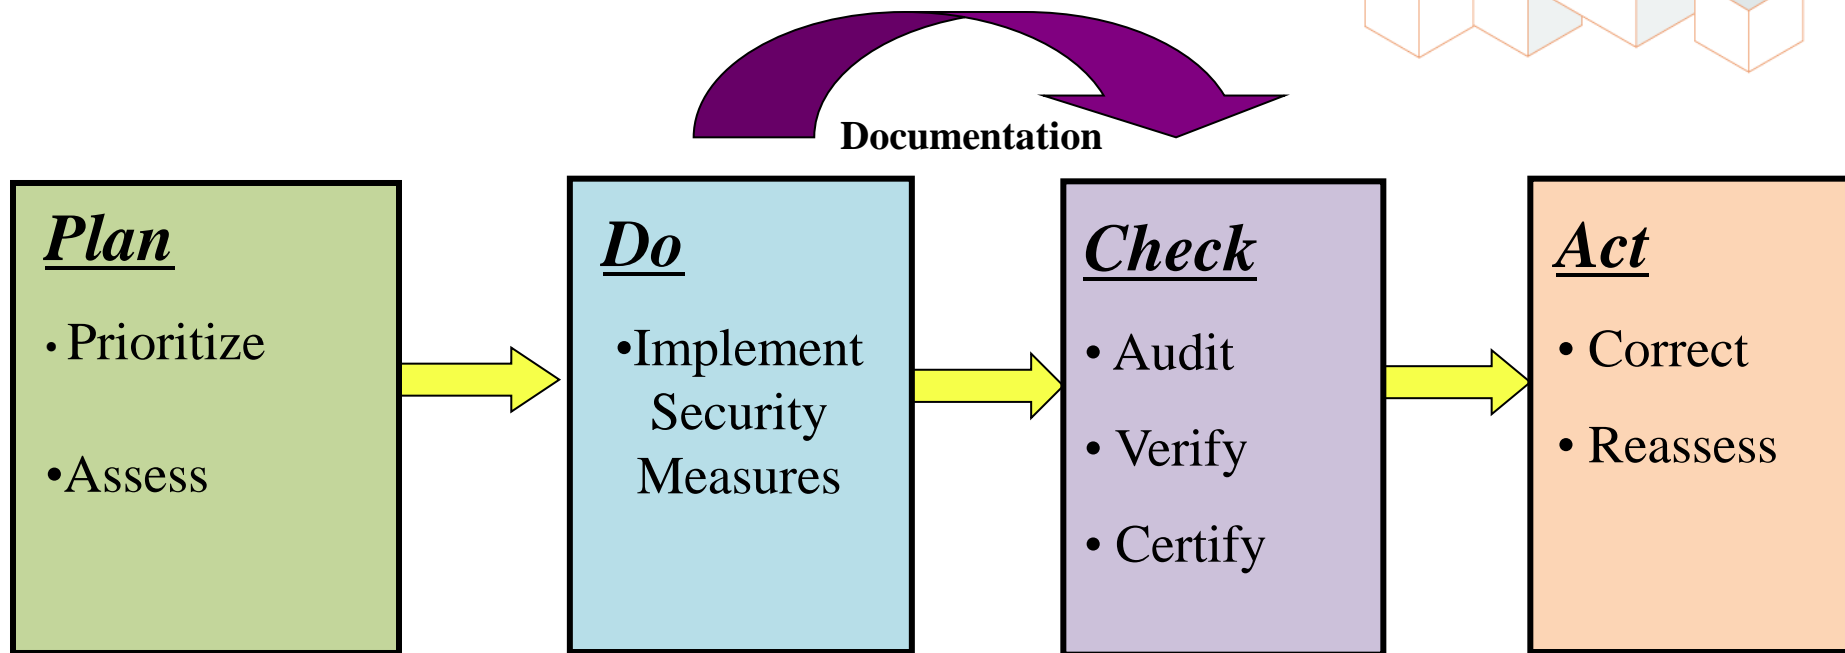 Documentation
Plan
• Prioritize
•Assess
Do
•Implement
Security
Measures
Check
• Audit
• Verify
• Certify
Act
• Correct
• Reassess